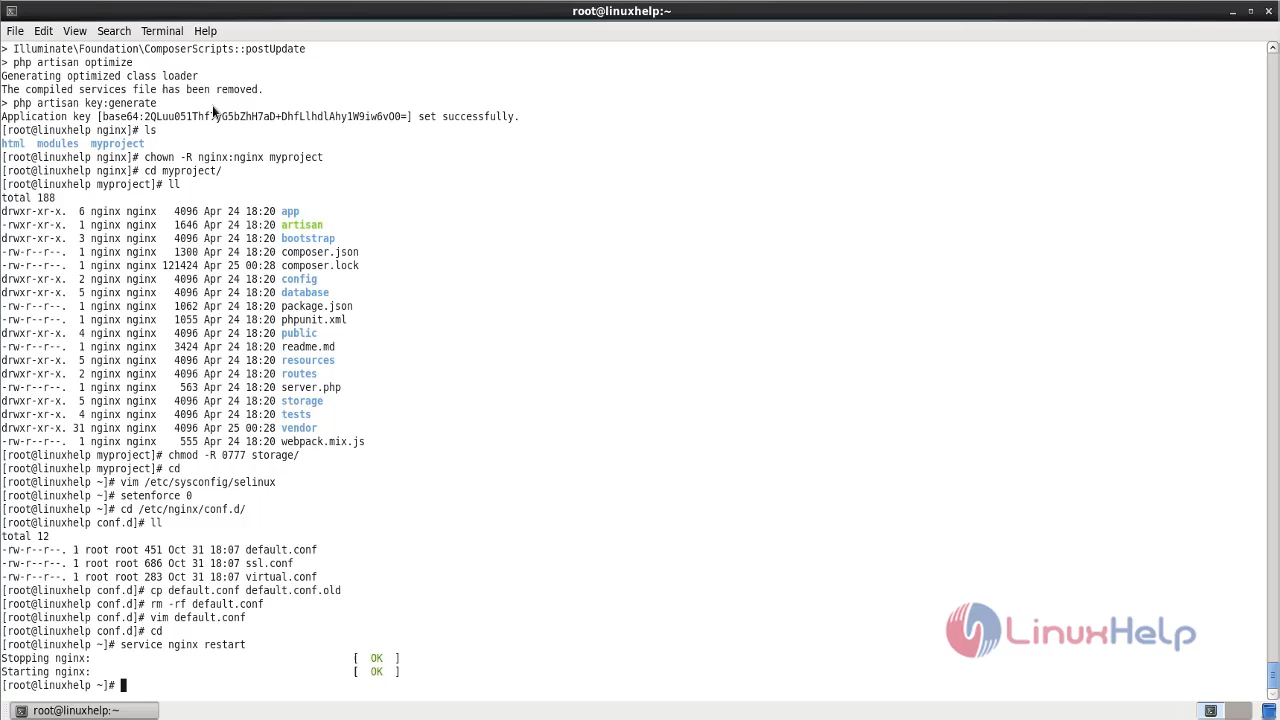 root@linuxhelp:~
File Edit View Search Terminal Help
> Illuminate\Foundation\ComposerScripts::postUpdate
> php artisan optimize
Generating optimized class loader
The compiled services file has been removed.
> php artisan key:generate
Application key set successfully.
[root@linuxhelp nginx]# ls
html modules myproject
[root@linuxhelp nginx]# chown -R nginx:nginx myproject
[root@linuxhelp nginx]# cd myproject/
[root@linuxhelp myproject]# ll
total 188
drwxr-xr-x. 6 nginx nginx 4096 Apr 24 18:20 app
-rwxr-xr-x. 1 nginx nginx 1646 Apr 24 18:20 artisan
drwxr-xr-x. 3 nginx nginx 4096 Apr 24 18:20 bootstrap
-rw-r--r--. 1 nginx nginx 1300 Apr 24 18:20 composer.json
-rw-r--r--. 1 nginx nginx 121424 Apr 25 00:28 composer.lock
drwxr-xr-x. 2 nginx nginx 4096 Apr 24 18:20 config
drwxr-xr-x. 5 nginx nginx 4096 Apr 24 18:20 database
-rw-r--r--. 1 nginx nginx 1062 Apr 24 18:20 package.json
-rw-r--r--. 1 nginx nginx 1055 Apr 24 18:20 phpunit.xml
drwxr-xr-x. 4 nginx nginx 4096 Apr 24 18:20 public
-rw-r--r--. 1 nginx nginx 3424 Apr 24 18:20 readme.md
drwxr-xr-x. 5 nginx nginx 4096 Apr 24 18:20 resources
drwxr-xr-x. 2 nginx nginx 4096 Apr 24 18:20 routes
-rw-r--r--. 1 nginx nginx 563 Apr 24 18:20 server.php
drwxr-xr-x. 5 nginx nginx 4096 Apr 24 18:20 storage
drwxr-xr-x. 4 nginx nginx 4096 Apr 24 18:20 tests
drwxr-xr-x. 31 nginx nginx 4096 Apr 25 00:28 vendor
-rw-r--r--. 1 nginx nginx 555 Apr 24 18:20 webpack.mix.js
[root@linuxhelp myproject]# chmod -R 0777 storage/
[root@linuxhelp myproject]# cd
[root@linuxhelp ~]# vim /etc/sysconfig/selinux
[root@linuxhelp ~]# setenforce 0
[root@linuxhelp ~]# cd /etc/nginx/conf.d/
[root@linuxhelp conf.d]# ll
total 12
-rw-r--r--. 1 root root 451 Oct 31 18:07 default.conf
-rw-r--r--. 1 root root 686 Oct 31 18:07 ssl.conf
-rw-r--r--. 1 root root 283 Oct 31 18:07 virtual.conf
[root@linuxhelp conf.d]# cp default.conf default.conf.old
[root@linuxhelp conf.d]# rm -rf default.conf
[root@linuxhelp conf.d]# vim default.conf
[root@linuxhelp conf.d]# cd
[root@linuxhelp ~]# service nginx restart
Stopping nginx: [ OK ]
Starting nginx: [ OK ]
[root@linuxhelp ~]#
LinuxHelp
root@linuxhelp:~